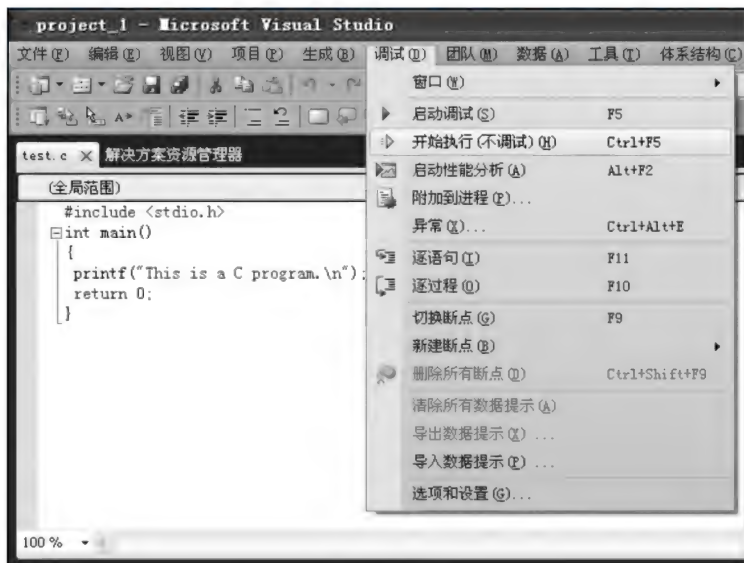 project_1 - Microsoft Visual Studio
文件(F) 编辑(E) 视图(V) 项目(P) 生成(B) 调试(D) 团队(M) 数据(A) 工具(T) 体系结构(C)
test.c × 解决方案资源管理器
(全局范围)
#include <stdio.h>
int main()
{
printf("This is a C program.\n");
return 0;
}
100 %
窗口(W)
启动调试(S) F5
开始执行(不调试)(H) Ctrl+F5
启动性能分析(A) Alt+F2
附加到进程(P)...
异常(X)... Ctrl+Alt+E
逐语句(I) F11
逐过程(O) F10
切换断点(G) F9
新建断点(B)
删除所有断点(D) Ctrl+Shift+F9
清除所有数据提示(A)
导出数据提示(X) ...
导入数据提示(P) ...
选项和设置(G)...